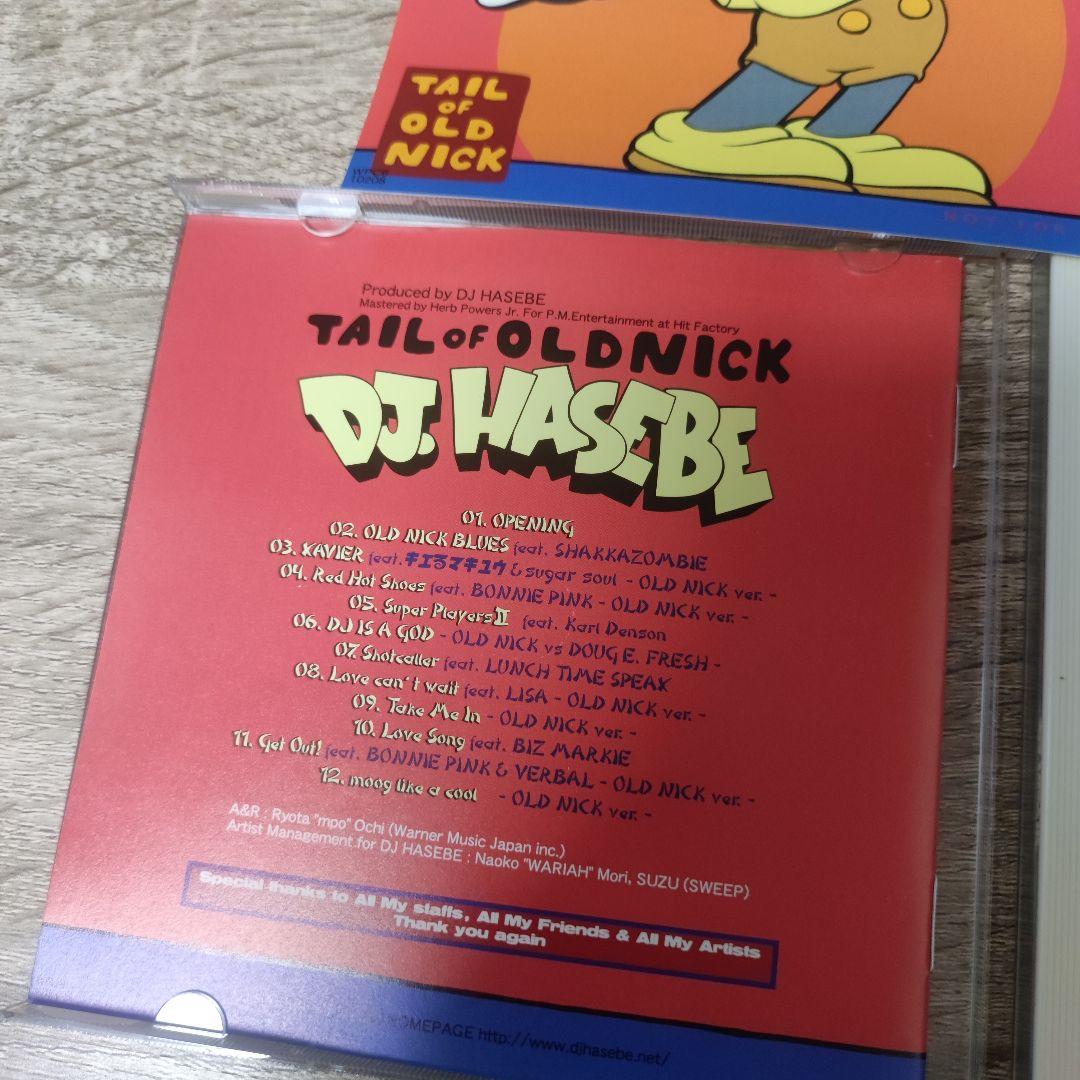 TAIL
OF
OLD
NICK
WPCR
10208
NOT FOR
Produced by DJ HASEBE
Mastered by Herb Powers Jr. For P.M.Entertainment at Hit Factory
TAIL OF OLD NICK
DJ. HASEBE
01. OPENING
02. OLD NICK BLUES feat. SHAKKAZOMBIE
03. XAVIER feat. キエるマキュウ & sugar soul - OLD NICK ver. -
04. Red Hot Shoes feat. BONNIE PINK - OLD NICK ver. -
05. Super Players II feat. Karl Denson
06. DJ IS A GOD - OLD NICK vs DOUG E. FRESH -
07. Shotcaller feat. LUNCH TIME SPEAX
08. Love can't wait feat. LISA - OLD NICK ver. -
09. Take Me In - OLD NICK ver. -
10. Love Song feat. BIZ MARKIE
11. Get Out! feat. BONNIE PINK & VERBAL - OLD NICK ver. -
12. moog like a cool - OLD NICK ver. -
A&R : Ryota "mpo" Ochi (Warner Music Japan inc.)
Artist Management for DJ HASEBE : Naoko "WARIAH" Mori, SUZU (SWEEP)
Special thanks to All My staffs, All My Friends & All My Artists
Thank you again
HOMEPAGE http://www.djhasebe.net/